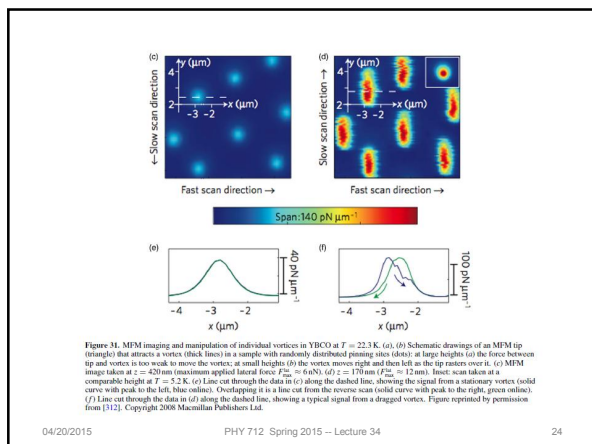 (c)
(d)
y (μm)
y (μm)
4
2
4
2
x (μm)
x (μm)
−3 −2
−3 −2
←Slow scan direction
Slow scan direction →
Fast scan direction →
Fast scan direction →
Span:140 pN μm⁻¹
(e)
(f)
40 pN μm⁻¹
100 pN μm⁻¹
−4 −3 −2
−4 −3 −2
x (μm)
x (μm)
Figure 31. MFM imaging and manipulation of individual vortices in YBCO at T = 22.3 K. (a), (b) Schematic drawings of an MFM tip
(triangle) that attracts a vortex (thick lines) in a sample with randomly distributed pinning sites (dots): at large heights (a) the force between
tip and vortex is too weak to move the vortex; at small heights (b) the vortex moves right and then left as the tip rasters over it. (c) MFM
image taken at z = 420 nm (maximum applied lateral force F^lat_max ≈ 6 nN). (d) z = 170 nm (F^lat_max ≈ 12 nm). Inset: scan taken at a
comparable height at T = 5.2 K. (e) Line cut through the data in (c) along the dashed line, showing the signal from a stationary vortex (solid
curve with peak to the left, blue online). Overlapping it is a line cut from the reverse scan (solid curve with peak to the right, green online).
(f) Line cut through the data in (d) along the dashed line, showing a typical signal from a dragged vortex. Figure reprinted by permission
from [312]. Copyright 2008 Macmillan Publishers Ltd.
04/20/2015
PHY 712 Spring 2015 -- Lecture 34
24